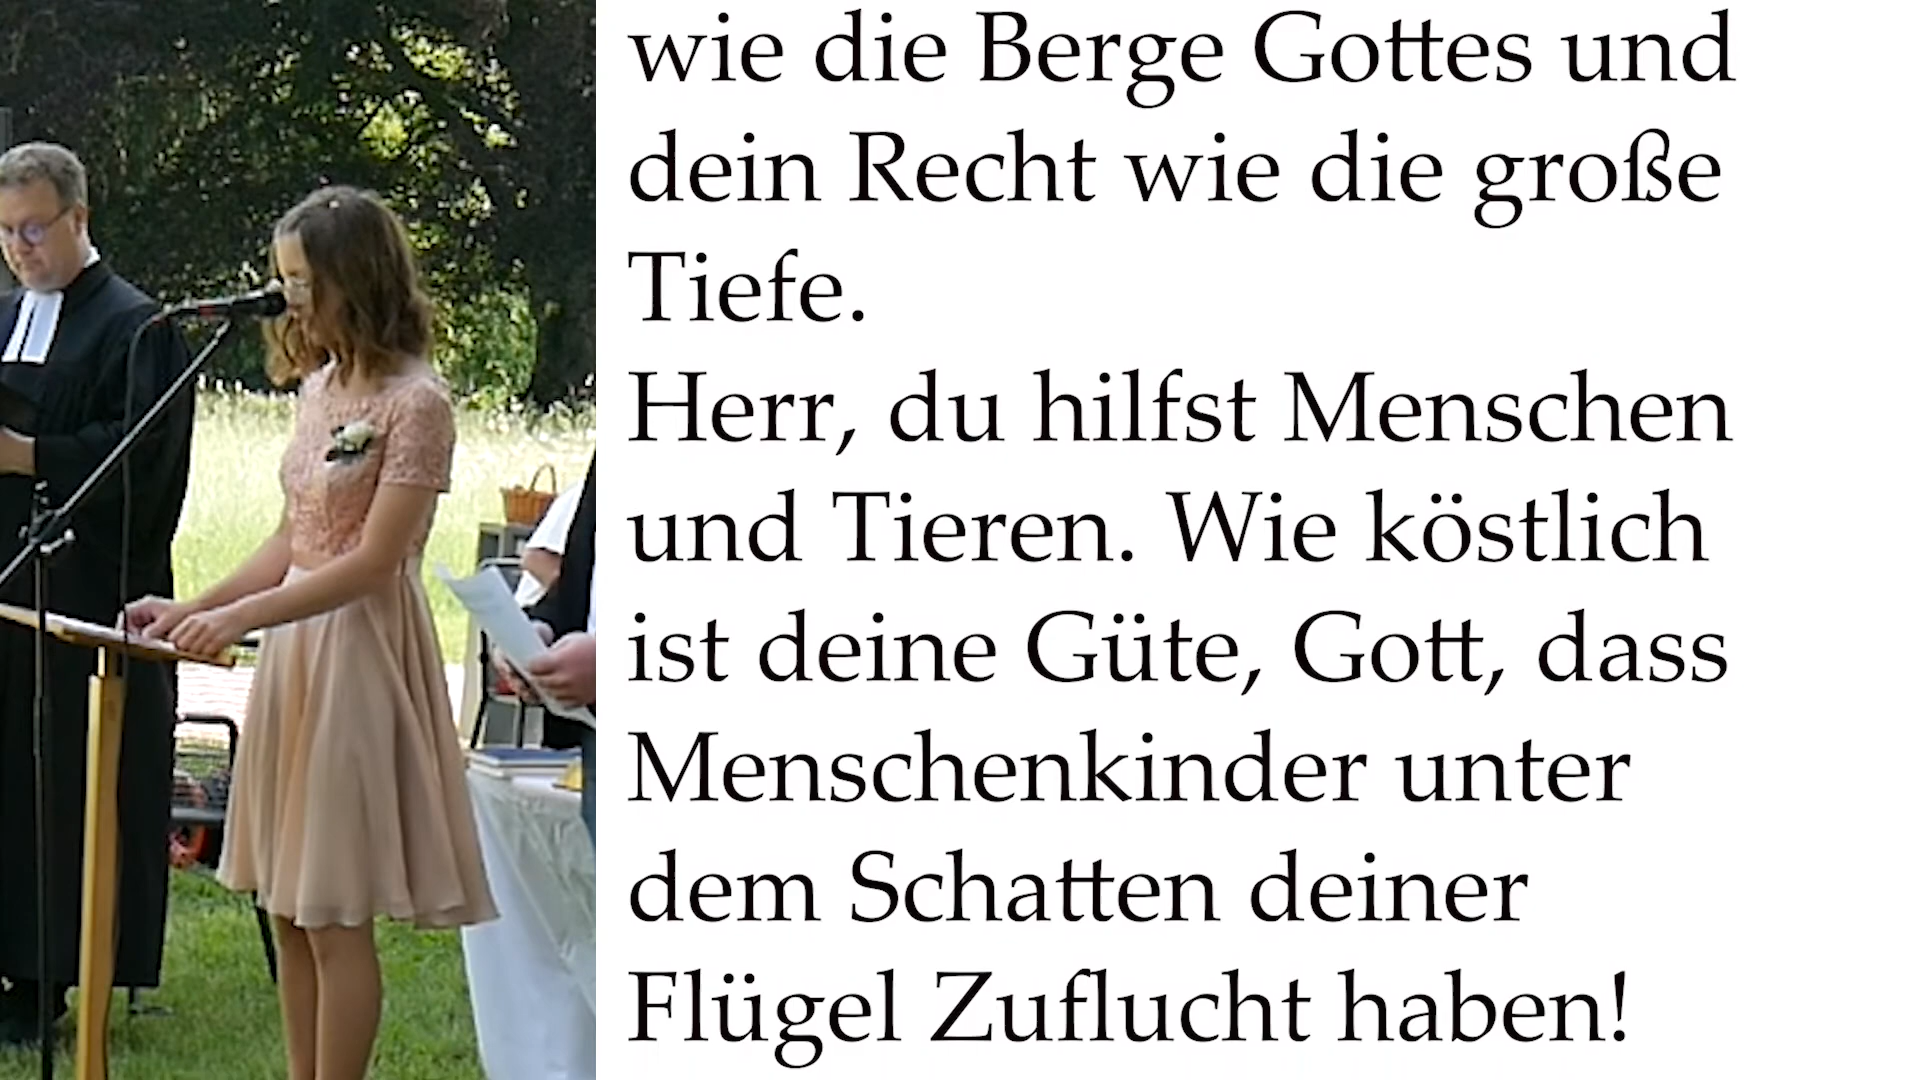 wie die Berge Gottes und
dein Recht wie die große
Tiefe.
Herr, du hilfst Menschen
und Tieren. Wie köstlich
ist deine Güte, Gott, dass
Menschenkinder unter
dem Schatten deiner
Flügel Zuflucht haben!